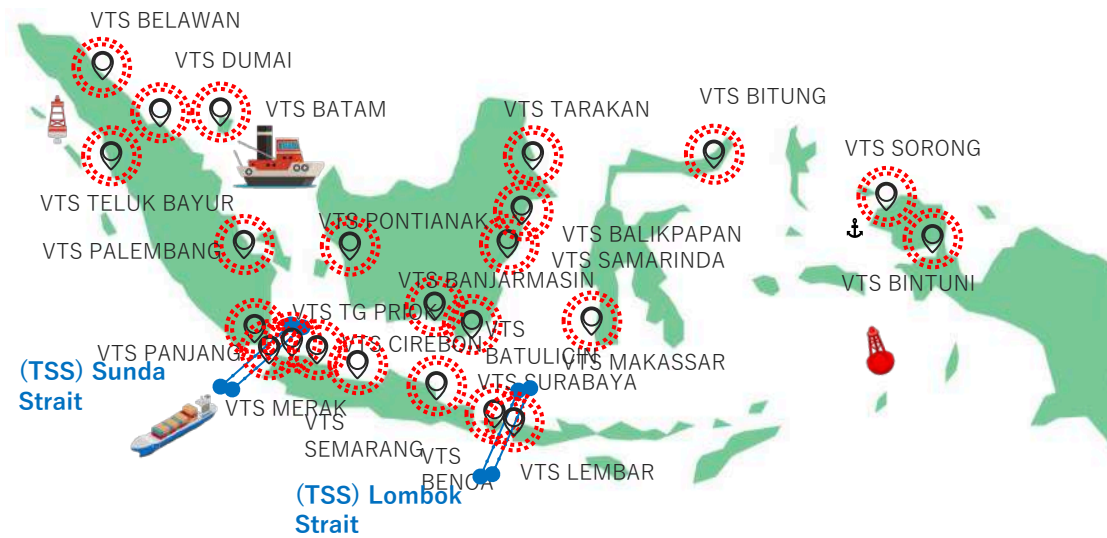 VTS BELAWAN
VTS DUMAI
VTS BATAM
VTS TARAKAN
VTS BITUNG
VTS SORONG
VTS TELUK BAYUR
VTS PONTIANAK
VTS PALEMBANG
VTS BALIKPAPAN
VTS SAMARINDA
VTS BINTUNI
VTS BANJARMASIN
VTS TG PRIOK
VTS CIREBON
VTS
BATULICIN
VTS PANJANG
VTS MAKASSAR
(TSS) Sunda
Strait
VTS SURABAYA
VTS MERAK
VTS
SEMARANG
VTS
BENOA
VTS LEMBAR
(TSS) Lombok
Strait